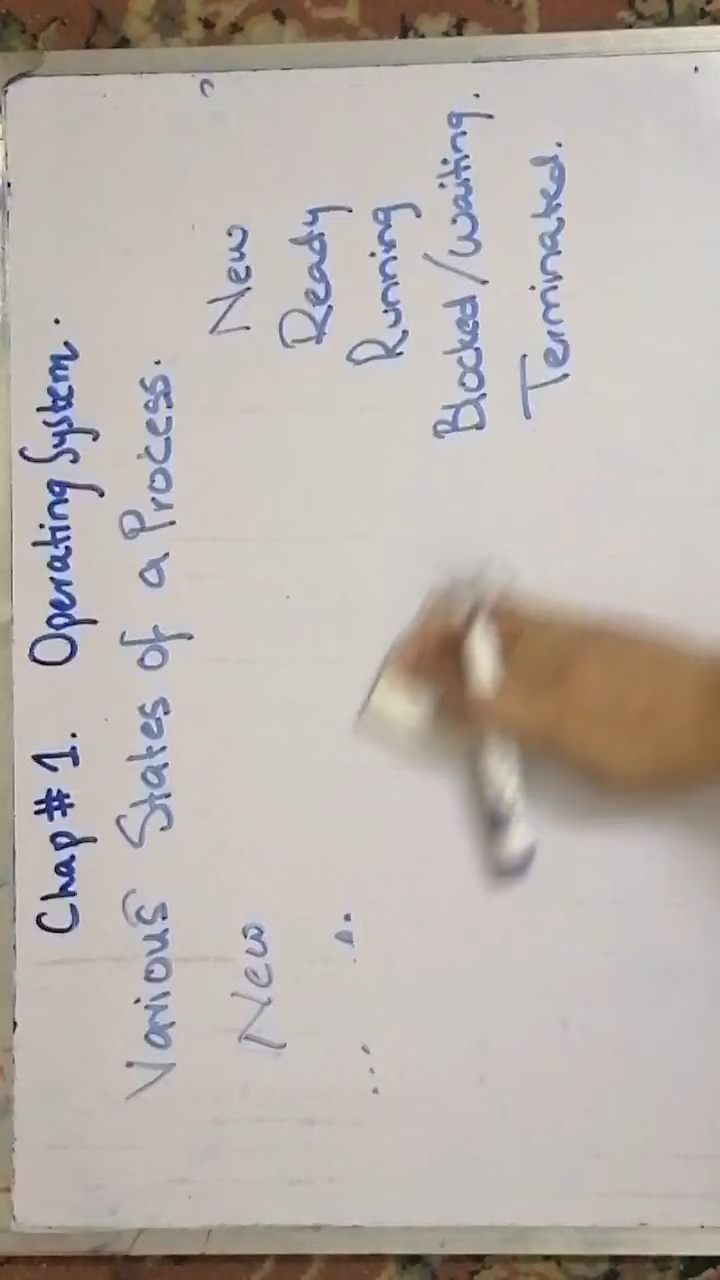 Chap # 1. Operating System.
Various States of a Process.
New
New
Ready
Running
Blocked/waiting.
Terminated.